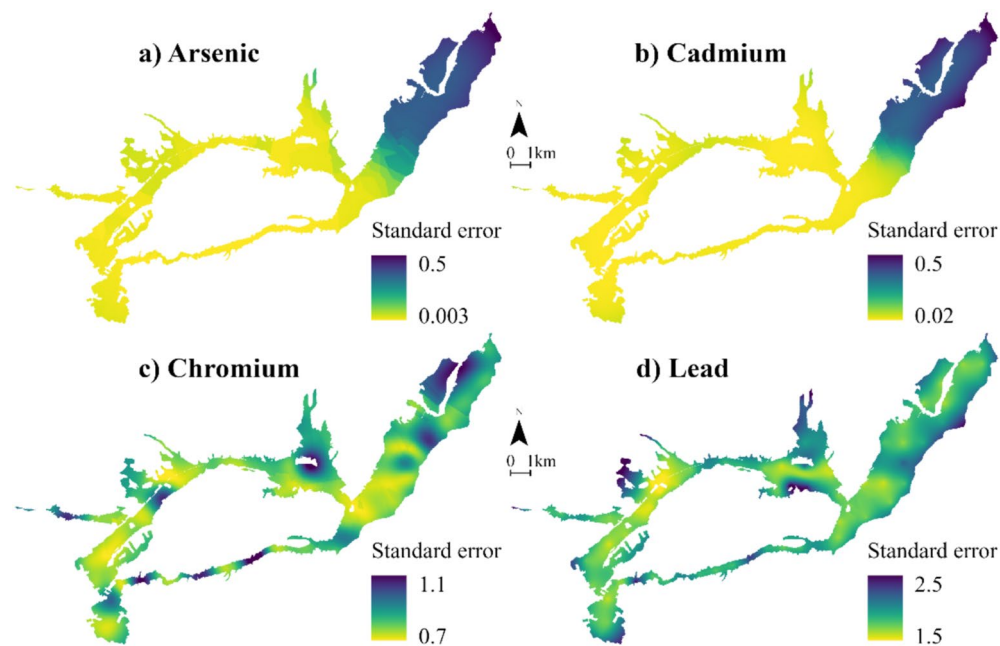 a) Arsenic
b) Cadmium
N
0 1km
Standard error
0.5
0.003
Standard error
0.5
0.02
c) Chromium
d) Lead
N
0 1km
Standard error
1.1
0.7
Standard error
2.5
1.5